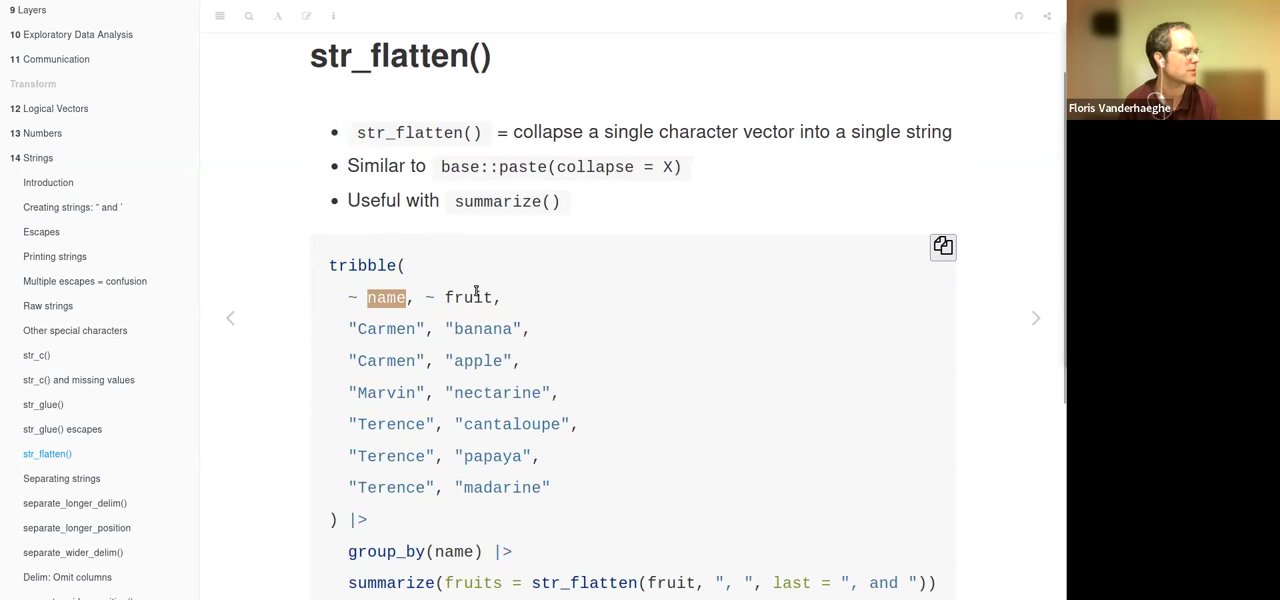 9 Layers
10 Exploratory Data Analysis
11 Communication
Transform
12 Logical Vectors
13 Numbers
14 Strings
Introduction
Creating strings: " and '
Escapes
Printing strings
Multiple escapes = confusion
Raw strings
Other special characters
str_c()
str_c() and missing values
str_glue()
str_glue() escapes
str_flatten()
Separating strings
separate_longer_delim()
separate_longer_position
separate_wider_delim()
Delim: Omit columns
str_flatten()
• str_flatten() = collapse a single character vector into a single string
• Similar to base::paste(collapse = X)
• Useful with summarize()
tribble(
~ name, ~ fruit,
"Carmen", "banana",
"Carmen", "apple",
"Marvin", "nectarine",
"Terence", "cantaloupe",
"Terence", "papaya",
"Terence", "madarine"
) |>
group_by(name) |>
summarize(fruits = str_flatten(fruit, ", ", last = ", and "))
Floris Vanderhaeghe